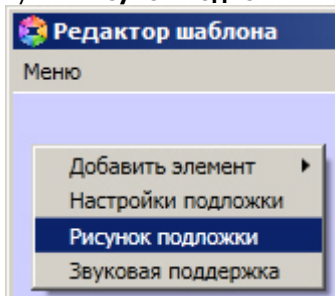 Редактор шаблона
Меню
Добавить элемент
Настройки подложки
Рисунок подложки
Звуковая поддержка